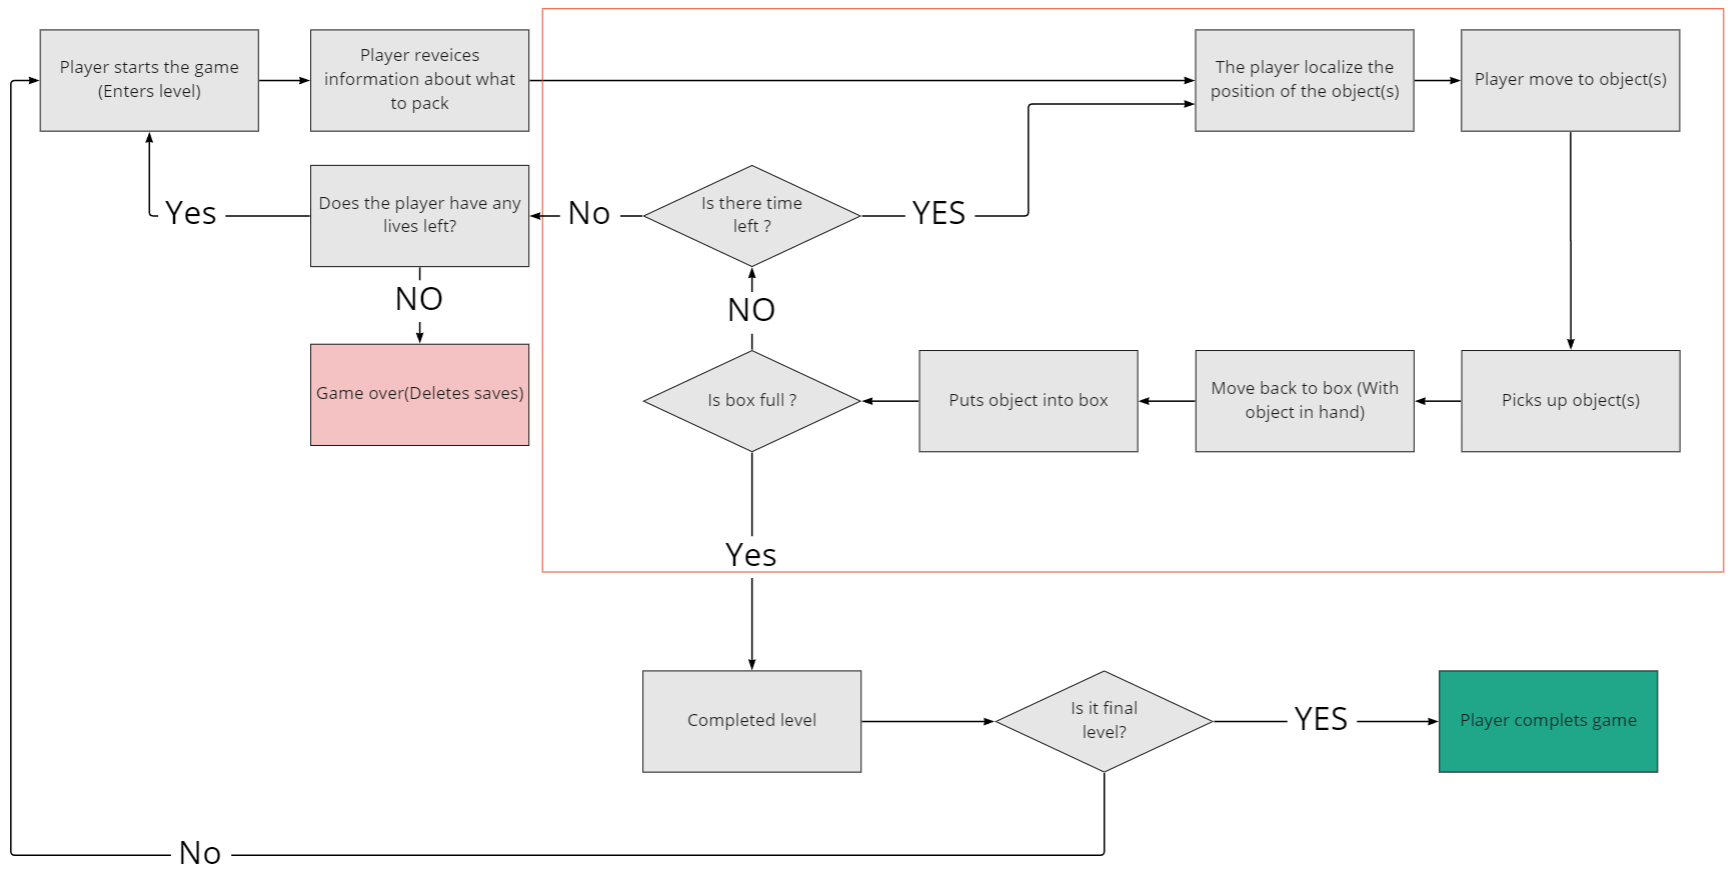 Player starts the game
(Enters level)
Player reveices
information about what
to pack
The player localize the
position of the object(s)
Player move to object(s)
Does the player have any
lives left?
Yes
No
Is there time
left ?
YES
NO
NO
Game over(Deletes saves)
Is box full ?
Puts object into box
Move back to box (With
object in hand)
Picks up object(s)
Yes
Completed level
Is it final
level?
YES
Player complets game
No